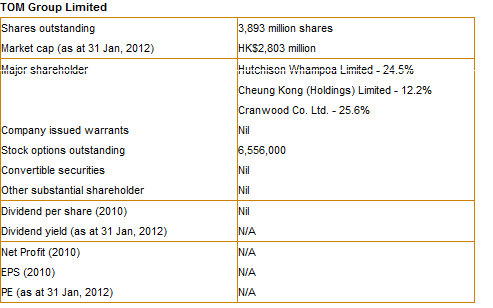 TOM Group Limited
Shares outstanding 3,893 million shares
Market cap (as at 31 Jan, 2012) HK$2,803 million
Major shareholder Hutchison Whampoa Limited - 24.5%
Cheung Kong (Holdings) Limited - 12.2%
Cranwood Co. Ltd. - 25.6%
Company issued warrants Nil
Stock options outstanding 6,556,000
Convertible securities Nil
Other substantial shareholder Nil
Dividend per share (2010) Nil
Dividend yield (as at 31 Jan, 2012) N/A
Net Profit (2010) N/A
EPS (2010) N/A
PE (as at 31 Jan, 2012) N/A